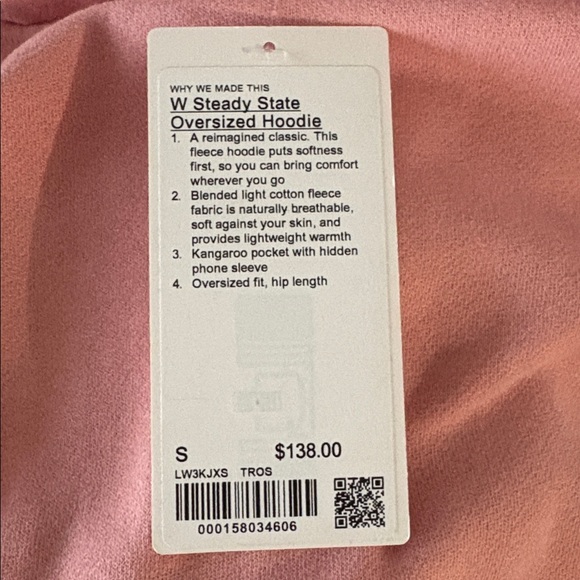 WHY WE MADE THIS
W Steady State
Oversized Hoodie
1. A reimagined classic. This
fleece hoodie puts softness
first, so you can bring comfort
wherever you go
2. Blended light cotton fleece
fabric is naturally breathable,
soft against your skin, and
provides lightweight warmth
3. Kangaroo pocket with hidden
phone sleeve
4. Oversized fit, hip length
S $138.00
LW3KJXS TROS
000158034606